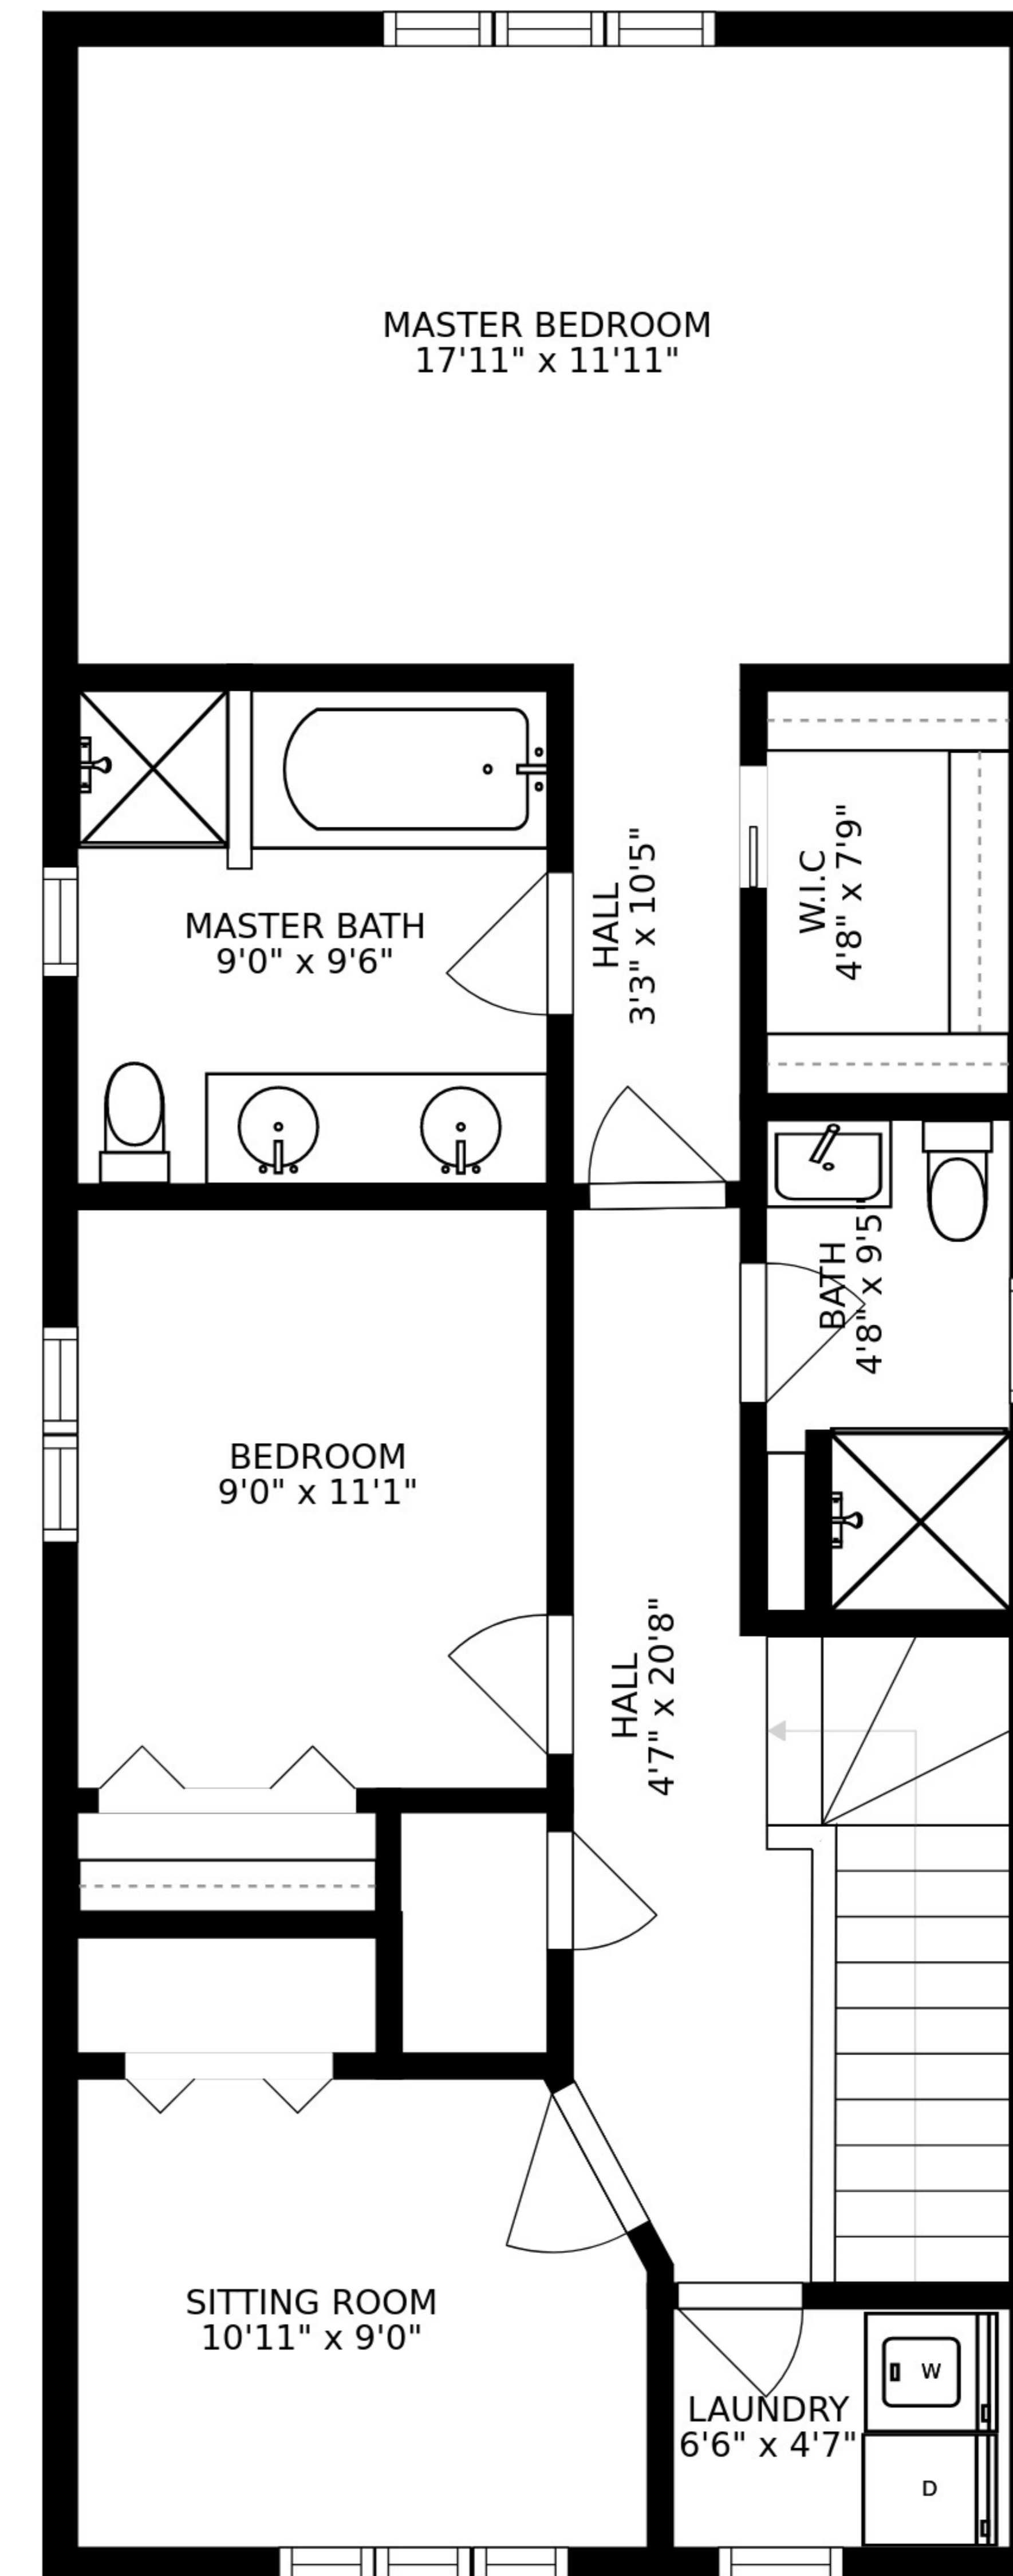 MASTER BEDROOM
17'11" x 11'11"
MASTER BATH
9'0" x 9'6"
HALL
3'3" x 10'5"
W.I.C
4'8" x 7'9"
BATH
4'8" x 9'5"
BEDROOM
9'0" x 11'1"
HALL
4'7" x 20'8"
SITTING ROOM
10'11" x 9'0"
LAUNDRY
6'6" x 4'7"
W
D